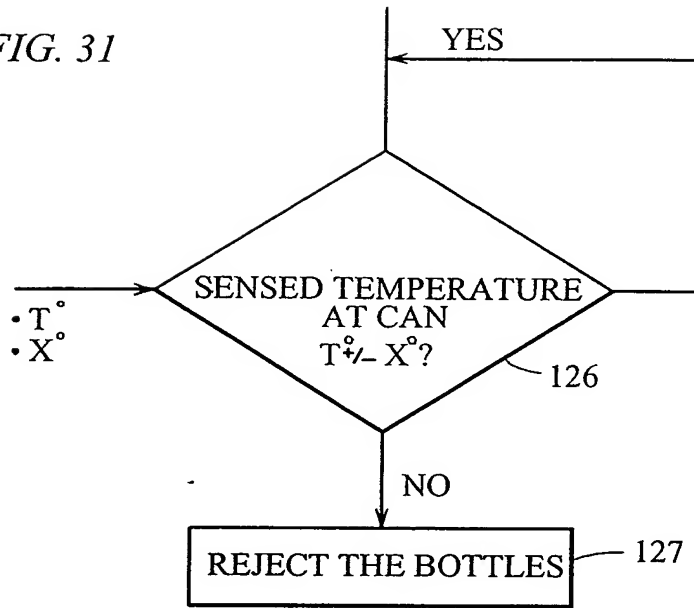 FIG. 31
YES
SENSED TEMPERATURE
AT CAN
T° +/– X°?
• T°
• X°
126
NO
REJECT THE BOTTLES
127